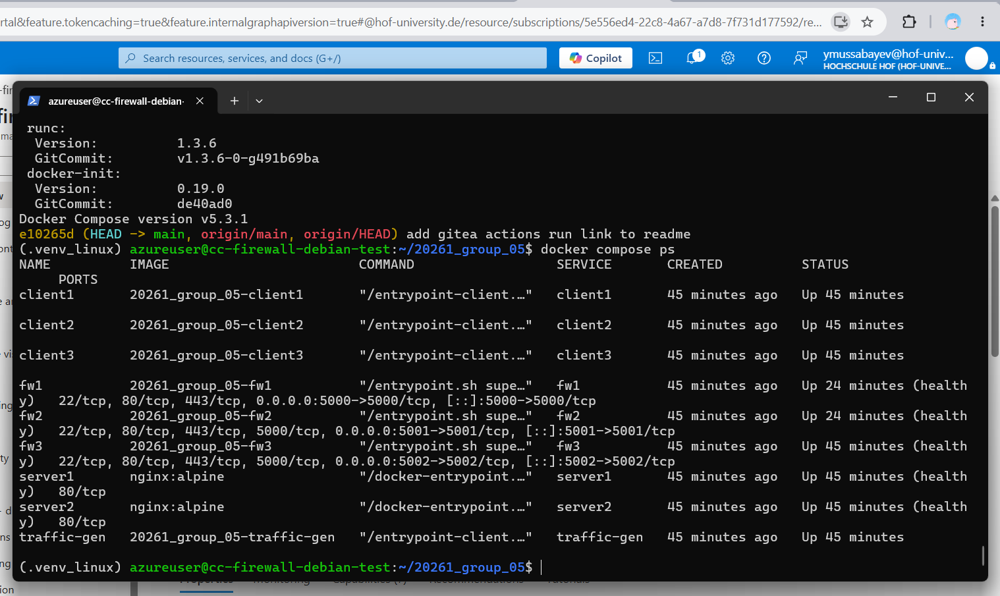 rtal&feature.tokencaching=true&feature.internalgraphapiversion=true#@hof-university.de/resource/subscriptions/5e556ed4-22c8-4a67-a7d8-7f731d177592/re...
Search resources, services, and docs (G+/)
Copilot
1
ymussabayev@hof-univ...
HOCHSCHULE HOF (HOF-UNIVE...
azureuser@cc-firewall-debian-
runc:
Version: 1.3.6
GitCommit: v1.3.6-0-g491b69ba
docker-init:
Version: 0.19.0
GitCommit: de40ad0
Docker Compose version v5.3.1
e10265d (HEAD -> main, origin/main, origin/HEAD) add gitea actions run link to readme
(.venv_linux) azureuser@cc-firewall-debian-test:~/20261_group_05$ docker compose ps
NAME IMAGE COMMAND SERVICE CREATED STATUS
PORTS
client1 20261_group_05-client1 "/entrypoint-client.…" client1 45 minutes ago Up 45 minutes
client2 20261_group_05-client2 "/entrypoint-client.…" client2 45 minutes ago Up 45 minutes
client3 20261_group_05-client3 "/entrypoint-client.…" client3 45 minutes ago Up 45 minutes
fw1 20261_group_05-fw1 "/entrypoint.sh supe…" fw1 45 minutes ago Up 24 minutes (health
y) 22/tcp, 80/tcp, 443/tcp, 0.0.0.0:5000->5000/tcp, [::]:5000->5000/tcp
fw2 20261_group_05-fw2 "/entrypoint.sh supe…" fw2 45 minutes ago Up 24 minutes (health
y) 22/tcp, 80/tcp, 443/tcp, 5000/tcp, 0.0.0.0:5001->5001/tcp, [::]:5001->5001/tcp
fw3 20261_group_05-fw3 "/entrypoint.sh supe…" fw3 45 minutes ago Up 45 minutes (health
y) 22/tcp, 80/tcp, 443/tcp, 5000/tcp, 0.0.0.0:5002->5002/tcp, [::]:5002->5002/tcp
server1 nginx:alpine "/docker-entrypoint.…" server1 45 minutes ago Up 45 minutes (health
y) 80/tcp
server2 nginx:alpine "/docker-entrypoint.…" server2 45 minutes ago Up 45 minutes (health
y) 80/tcp
traffic-gen 20261_group_05-traffic-gen "/entrypoint-client.…" traffic-gen 45 minutes ago Up 45 minutes
(.venv_linux) azureuser@cc-firewall-debian-test:~/20261_group_05$